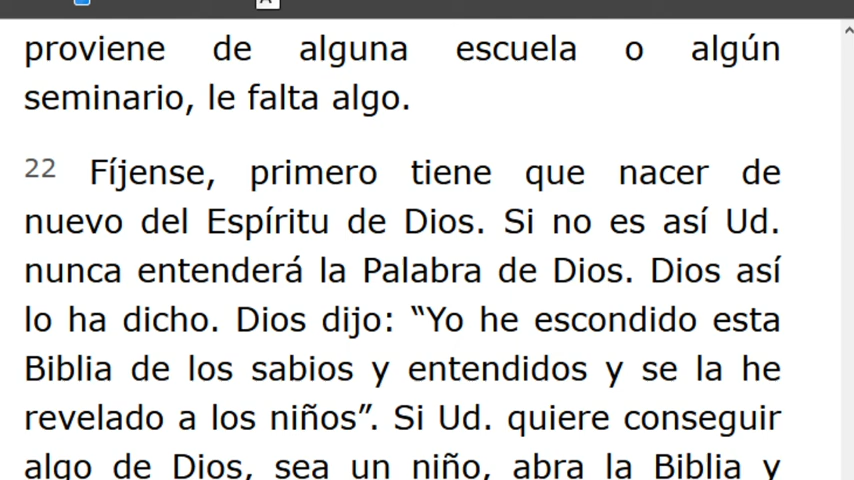 proviene de alguna escuela o algún
seminario, le falta algo.
22 Fíjense, primero tiene que nacer de
nuevo del Espíritu de Dios. Si no es así Ud.
nunca entenderá la Palabra de Dios. Dios así
lo ha dicho. Dios dijo: “Yo he escondido esta
Biblia de los sabios y entendidos y se la he
revelado a los niños”. Si Ud. quiere conseguir
algo de Dios, sea un niño, abra la Biblia y